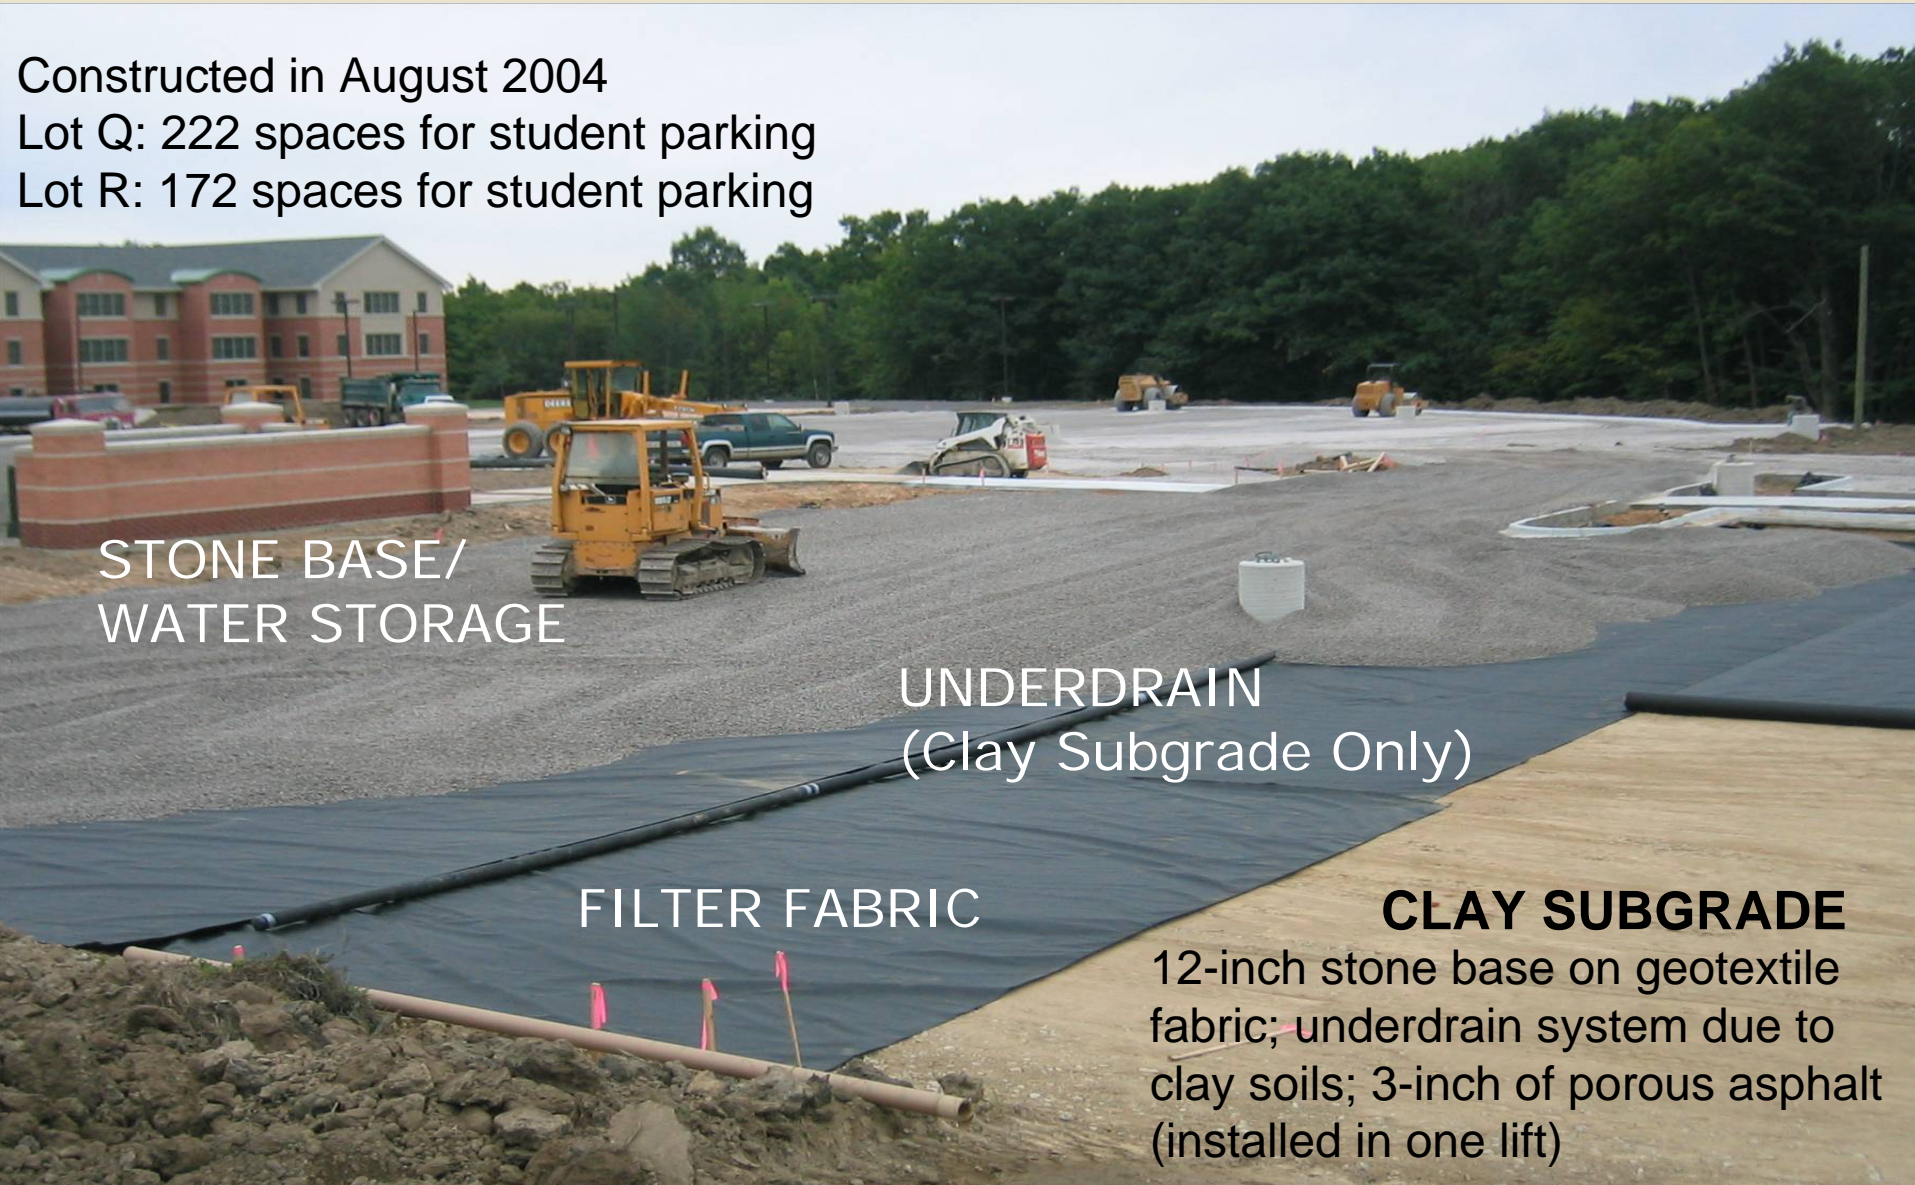 Constructed in August 2004
Lot Q: 222 spaces for student parking
Lot R: 172 spaces for student parking
STONE BASE/
WATER STORAGE
UNDERDRAIN
(Clay Subgrade Only)
FILTER FABRIC
CLAY SUBGRADE
12-inch stone base on geotextile
fabric; underdrain system due to
clay soils; 3-inch of porous asphalt
(installed in one lift)